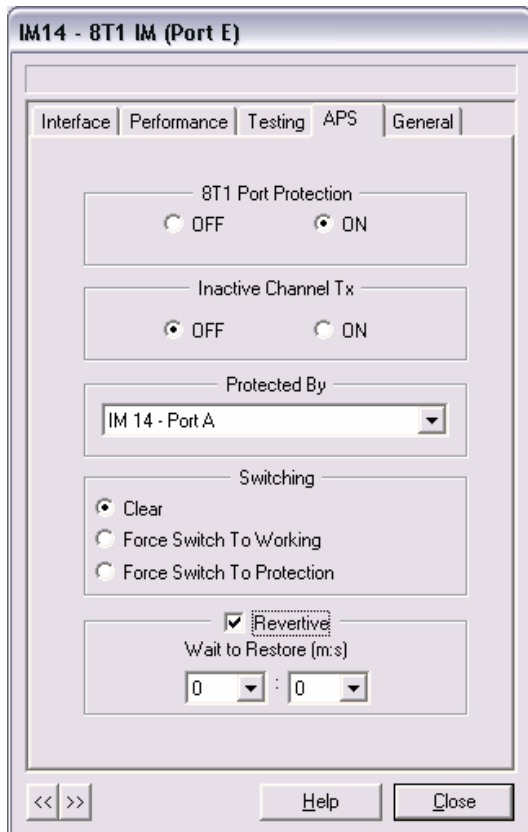 IM14 - 8T1 IM (Port E)
Interface Performance Testing APS General
8T1 Port Protection
OFF ON
Inactive Channel Tx
OFF ON
Protected By
IM 14 - Port A
Switching
Clear
Force Switch To Working
Force Switch To Protection
Revertive
Wait to Restore (m:s)
0 : 0
<< >> Help Close